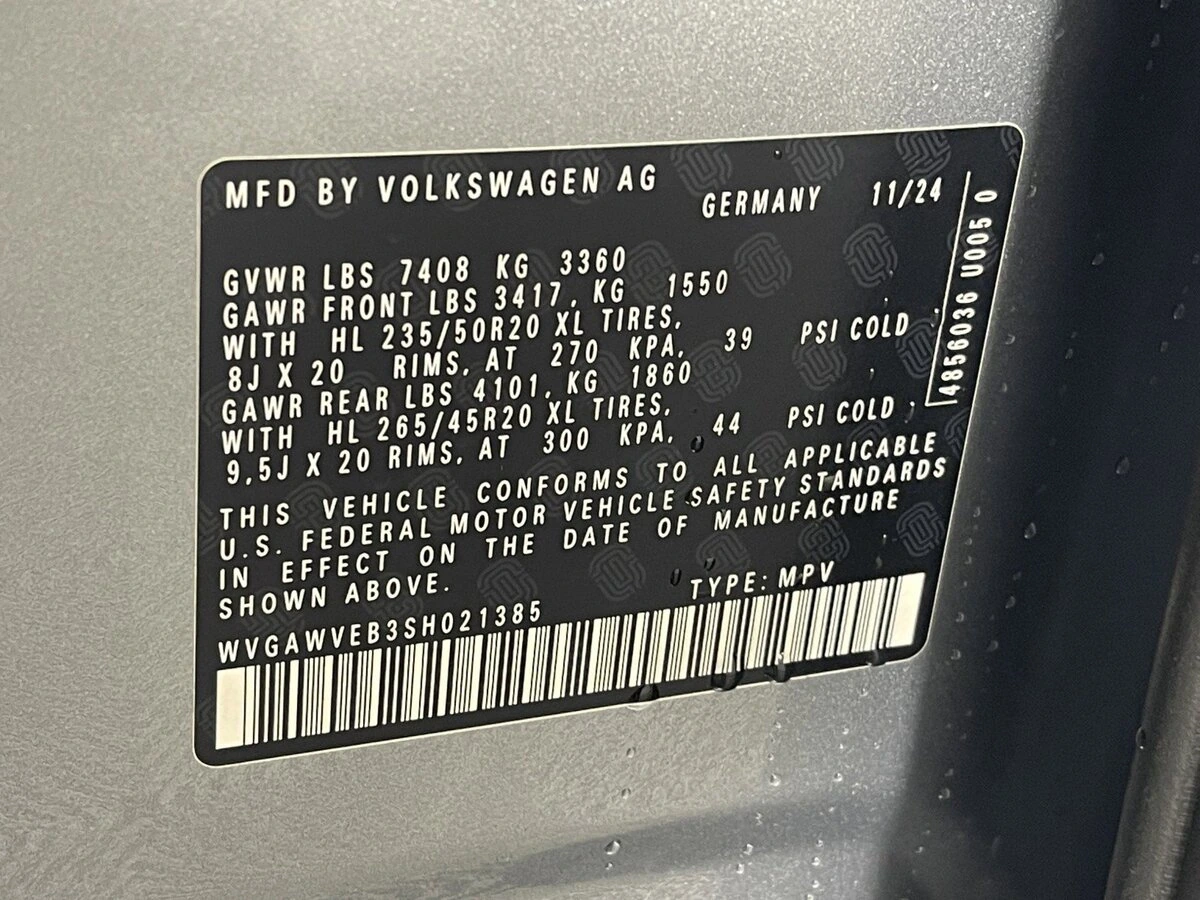 MFD BY VOLKSWAGEN AG
GERMANY 11/24
GVWR LBS 7408 KG 3360
GAWR FRONT LBS 3417, KG 1550
WITH HL 235/50R20 XL TIRES,
8J X 20 RIMS, AT 270 KPA, 39 PSI COLD
GAWR REAR LBS 4101, KG 1860
WITH HL 265/45R20 XL TIRES,
9,5J X 20 RIMS, AT 300 KPA, 44 PSI COLD
THIS VEHICLE CONFORMS TO ALL APPLICABLE
U.S. FEDERAL MOTOR VEHICLE SAFETY STANDARDS
IN EFFECT ON THE DATE OF MANUFACTURE
SHOWN ABOVE.
WVGAWVEB3SH021385 TYPE: MPV
4856036 U005 0